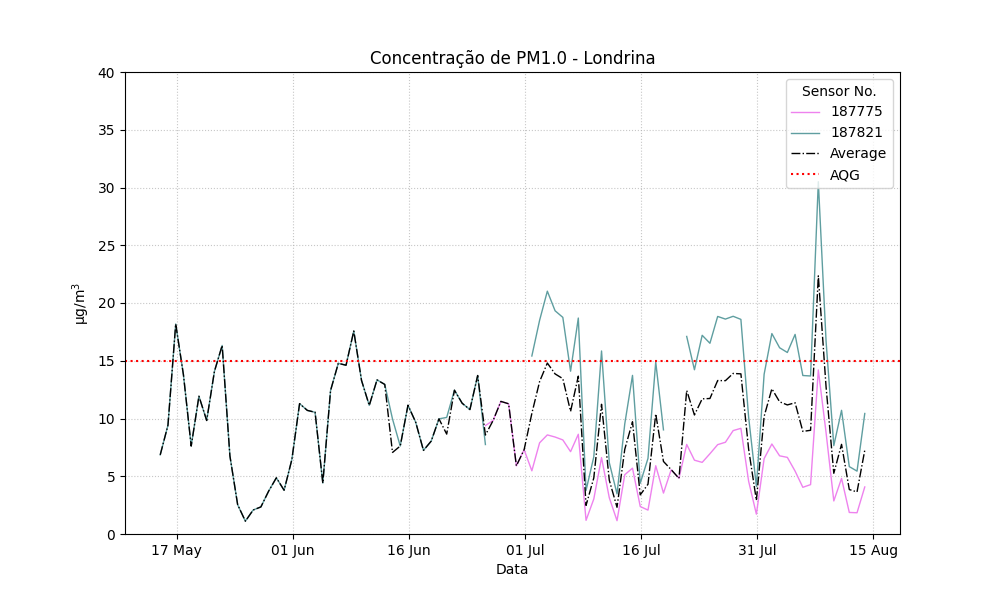 Concentração de PM1.0 - Londrina
Sensor No.
187775
187821
Average
AQG
40
35
30
25
20
15
10
5
0
µg/m³
17 May
01 Jun
16 Jun
01 Jul
16 Jul
31 Jul
15 Aug
Data